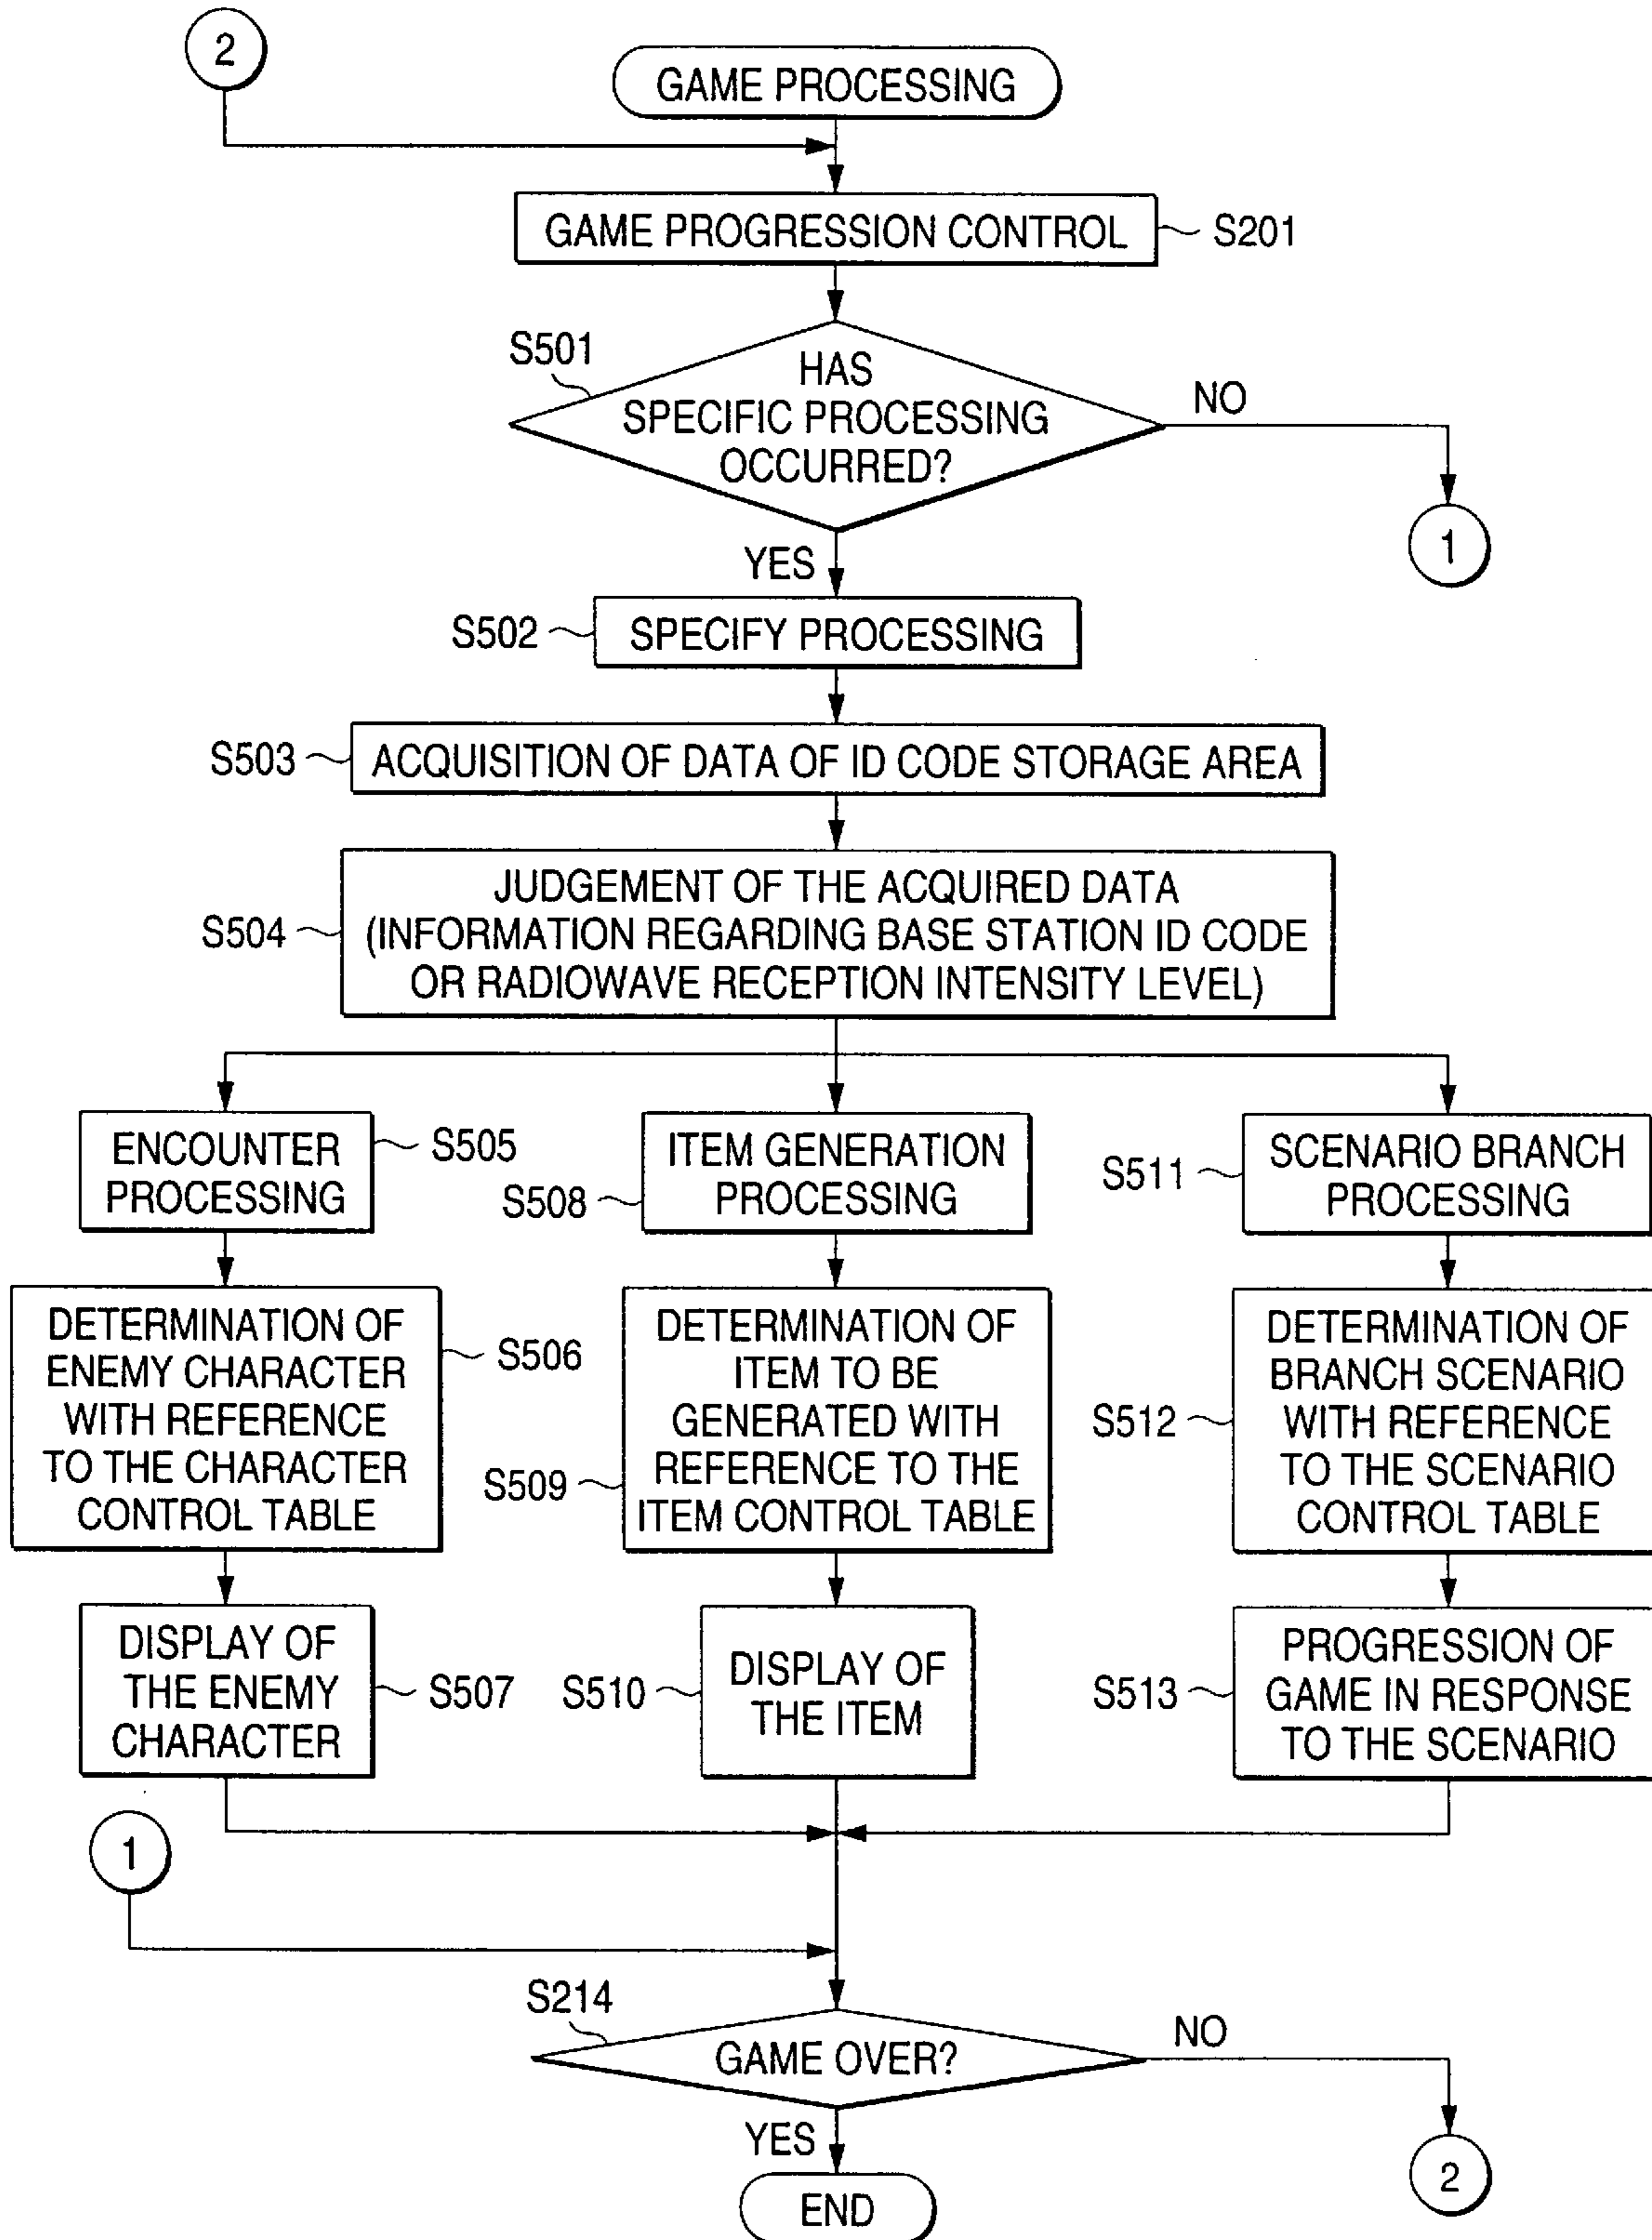 2
GAME PROCESSING
GAME PROGRESSION CONTROL
S201
S501
HAS
SPECIFIC PROCESSING
OCCURRED?
NO
1
YES
S502
SPECIFY PROCESSING
S503
ACQUISITION OF DATA OF ID CODE STORAGE AREA
S504
JUDGEMENT OF THE ACQUIRED DATA
(INFORMATION REGARDING BASE STATION ID CODE
OR RADIOWAVE RECEPTION INTENSITY LEVEL)
ENCOUNTER
PROCESSING
S505
DETERMINATION OF
ENEMY CHARACTER
WITH REFERENCE
TO THE CHARACTER
CONTROL TABLE
S506
DISPLAY OF
THE ENEMY
CHARACTER
S507
ITEM GENERATION
PROCESSING
S508
DETERMINATION OF
ITEM TO BE
GENERATED WITH
REFERENCE TO THE
ITEM CONTROL TABLE
S509
DISPLAY OF
THE ITEM
S510
SCENARIO BRANCH
PROCESSING
S511
DETERMINATION OF
BRANCH SCENARIO
WITH REFERENCE
TO THE SCENARIO
CONTROL TABLE
S512
PROGRESSION OF
GAME IN RESPONSE
TO THE SCENARIO
S513
1
S214
GAME OVER?
NO
2
YES
END